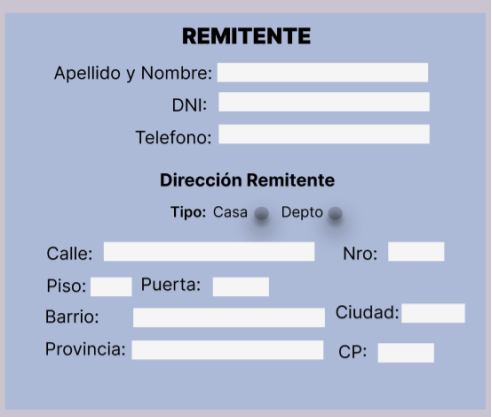 REMITENTE
Apellido y Nombre:
DNI:
Telefono:
Dirección Remitente
Tipo: Casa Depto
Calle: Nro:
Piso: Puerta:
Barrio: Ciudad:
Provincia: CP: